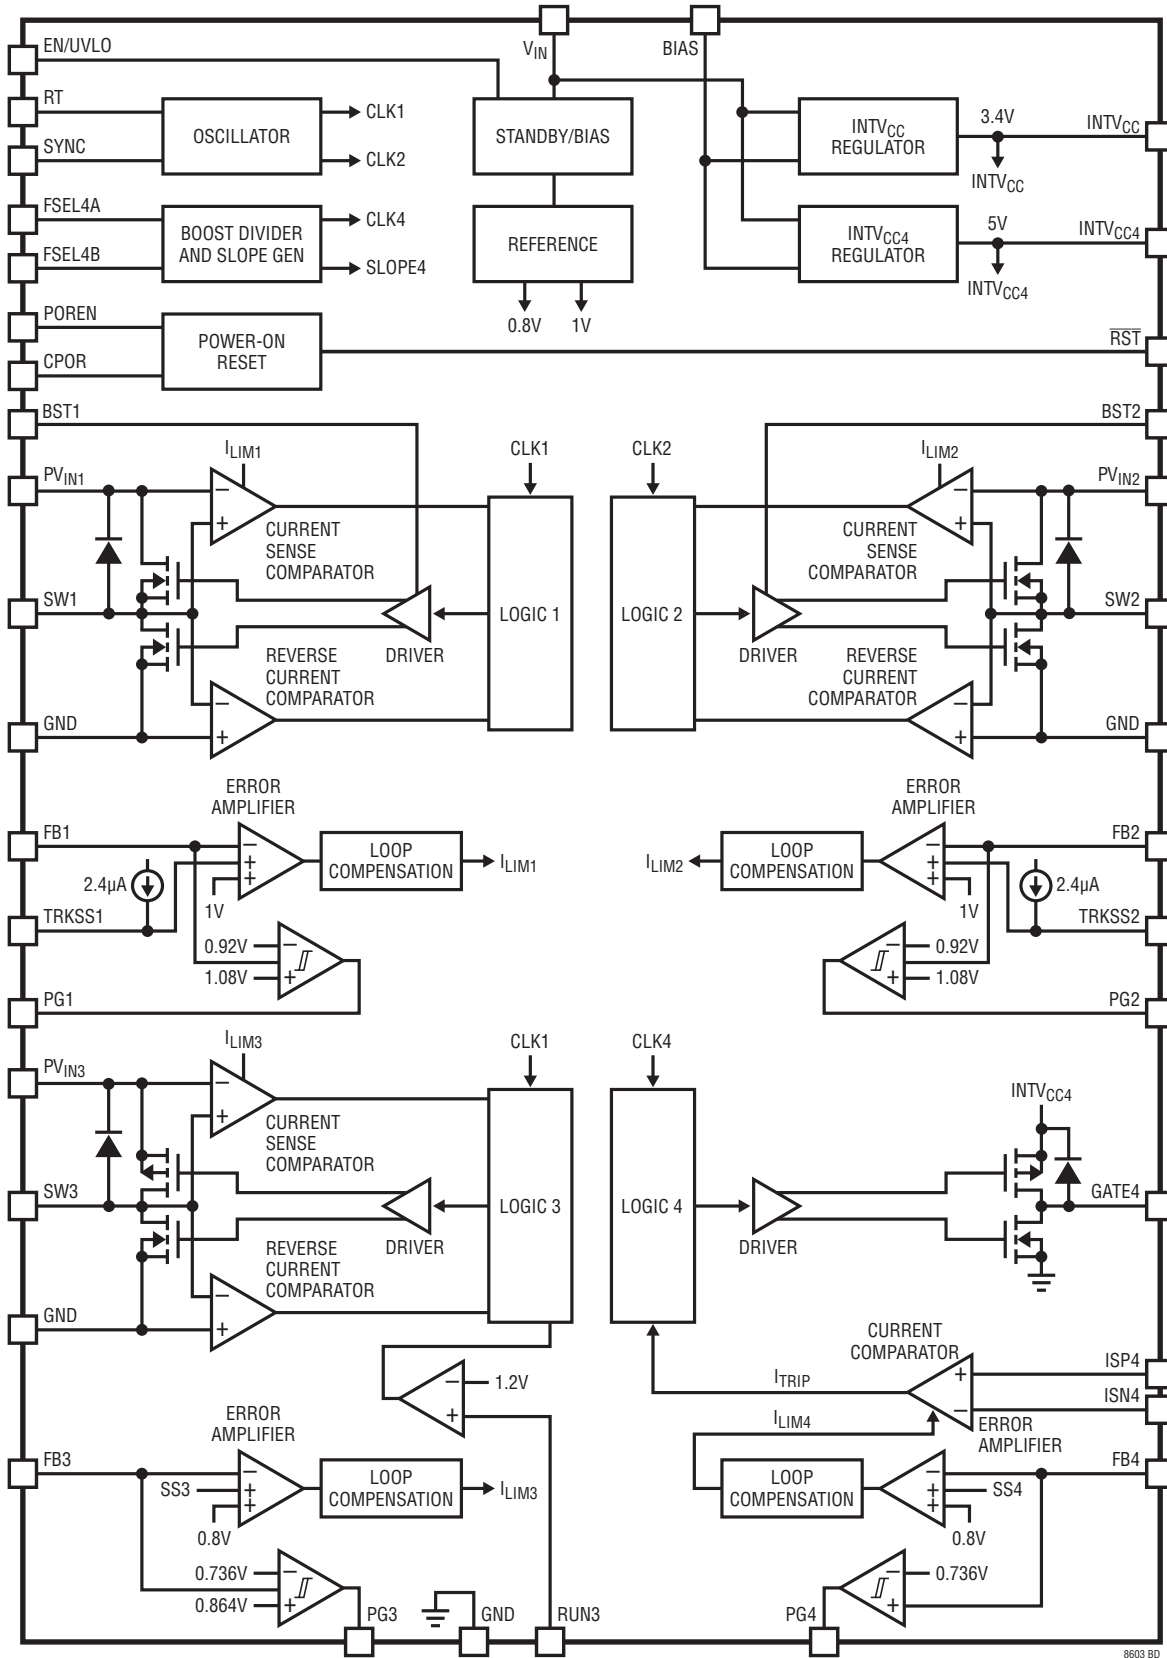 EN/UVLO
VIN
BIAS
RT
SYNC
OSCILLATOR
CLK1
CLK2
STANDBY/BIAS
INTVCC
REGULATOR
3.4V
INTVCC
INTVCC
FSEL4A
FSEL4B
BOOST DIVIDER
AND SLOPE GEN
CLK4
SLOPE4
REFERENCE
0.8V
1V
INTVCC4
REGULATOR
5V
INTVCC4
INTVCC4
POREN
CPOR
POWER-ON
RESET
RST
BST1
PVIN1
ILIM1
+
–
CURRENT
SENSE
COMPARATOR
CLK1
SW1
DRIVER
LOGIC 1
REVERSE
CURRENT
COMPARATOR
–
+
GND
BST2
PVIN2
ILIM2
–
+
CURRENT
SENSE
COMPARATOR
CLK2
LOGIC 2
DRIVER
SW2
REVERSE
CURRENT
COMPARATOR
–
+
GND
ERROR
AMPLIFIER
FB1
–
+
+
LOOP
COMPENSATION
ILIM1
2.4µA
1V
TRKSS1
0.92V
1.08V
–
+
PG1
ERROR
AMPLIFIER
FB2
–
+
+
LOOP
COMPENSATION
ILIM2
2.4µA
1V
TRKSS2
0.92V
1.08V
–
+
PG2
PVIN3
ILIM3
–
+
CURRENT
SENSE
COMPARATOR
CLK1
SW3
DRIVER
LOGIC 3
REVERSE
CURRENT
COMPARATOR
–
+
GND
CLK4
LOGIC 4
DRIVER
INTVCC4
GATE4
–
+
1.2V
CURRENT
COMPARATOR
ISP4
ISN4
+
–
ITRIP
ILIM4
ERROR
AMPLIFIER
FB3
SS3
–
+
+
0.8V
LOOP
COMPENSATION
ILIM3
0.736V
0.864V
–
+
PG3
GND
RUN3
ERROR
AMPLIFIER
FB4
–
+
+
SS4
0.8V
LOOP
COMPENSATION
0.736V
–
+
PG4
8603 BD